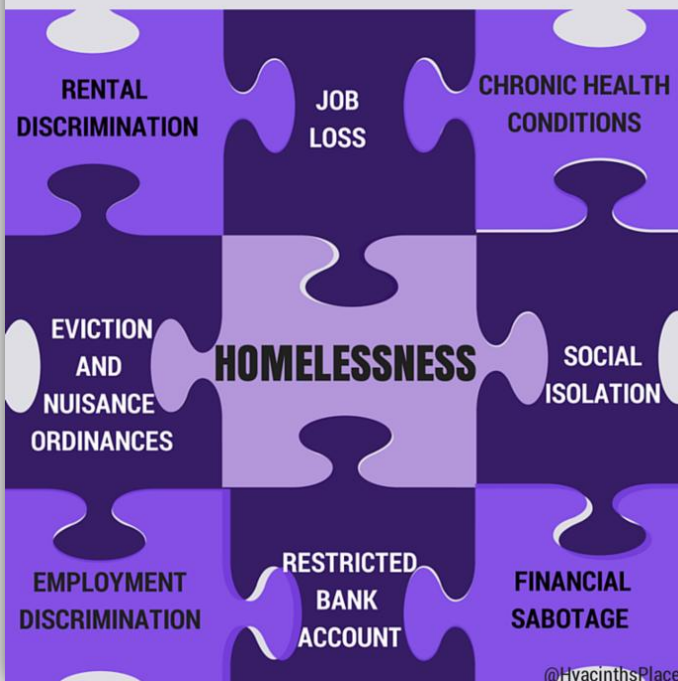 RENTAL
DISCRIMINATION
JOB
LOSS
CHRONIC HEALTH
CONDITIONS
EVICTION
AND
NUISANCE
ORDINANCES
HOMELESSNESS
SOCIAL
ISOLATION
EMPLOYMENT
DISCRIMINATION
RESTRICTED
BANK
ACCOUNT
FINANCIAL
SABOTAGE
@HyacinthsPlace